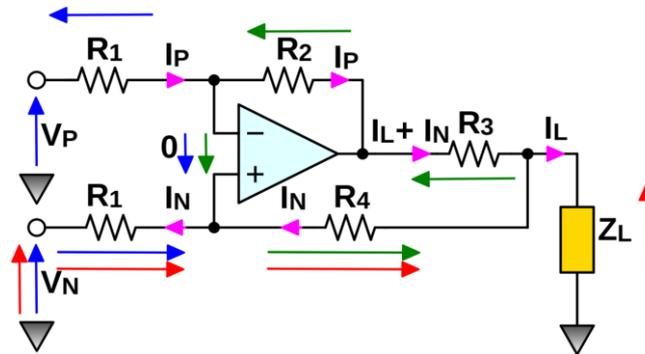 R1 IP R2 IP
VP 0 − IL+ IN R3 IL
+
R1 IN IN R4 ZL
VN